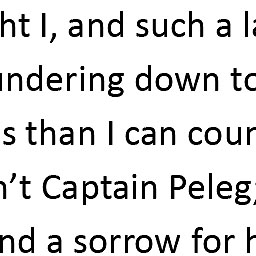 ht I, and such a la
undering down to
s than I can coun
n't Captain Peleg;
nd a sorrow for h